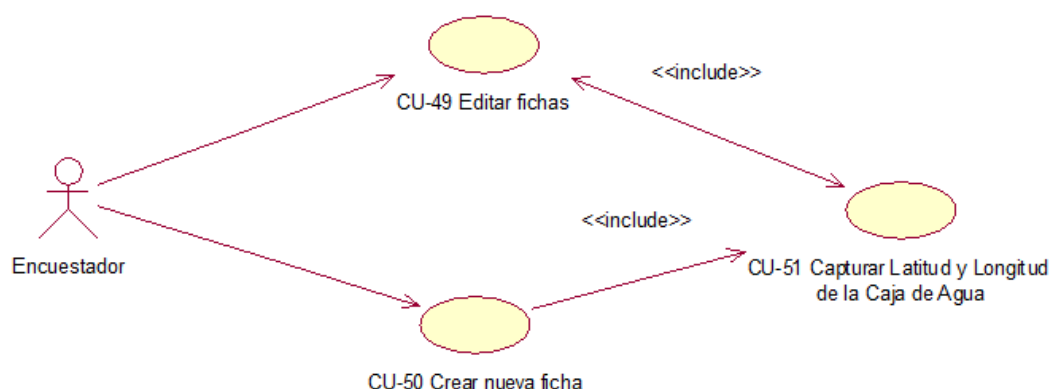 <<include>>
CU-49 Editar fichas
<<include>>
Encuestador
CU-51 Capturar Latitud y Longitud
de la Caja de Agua
CU-50 Crear nueva ficha